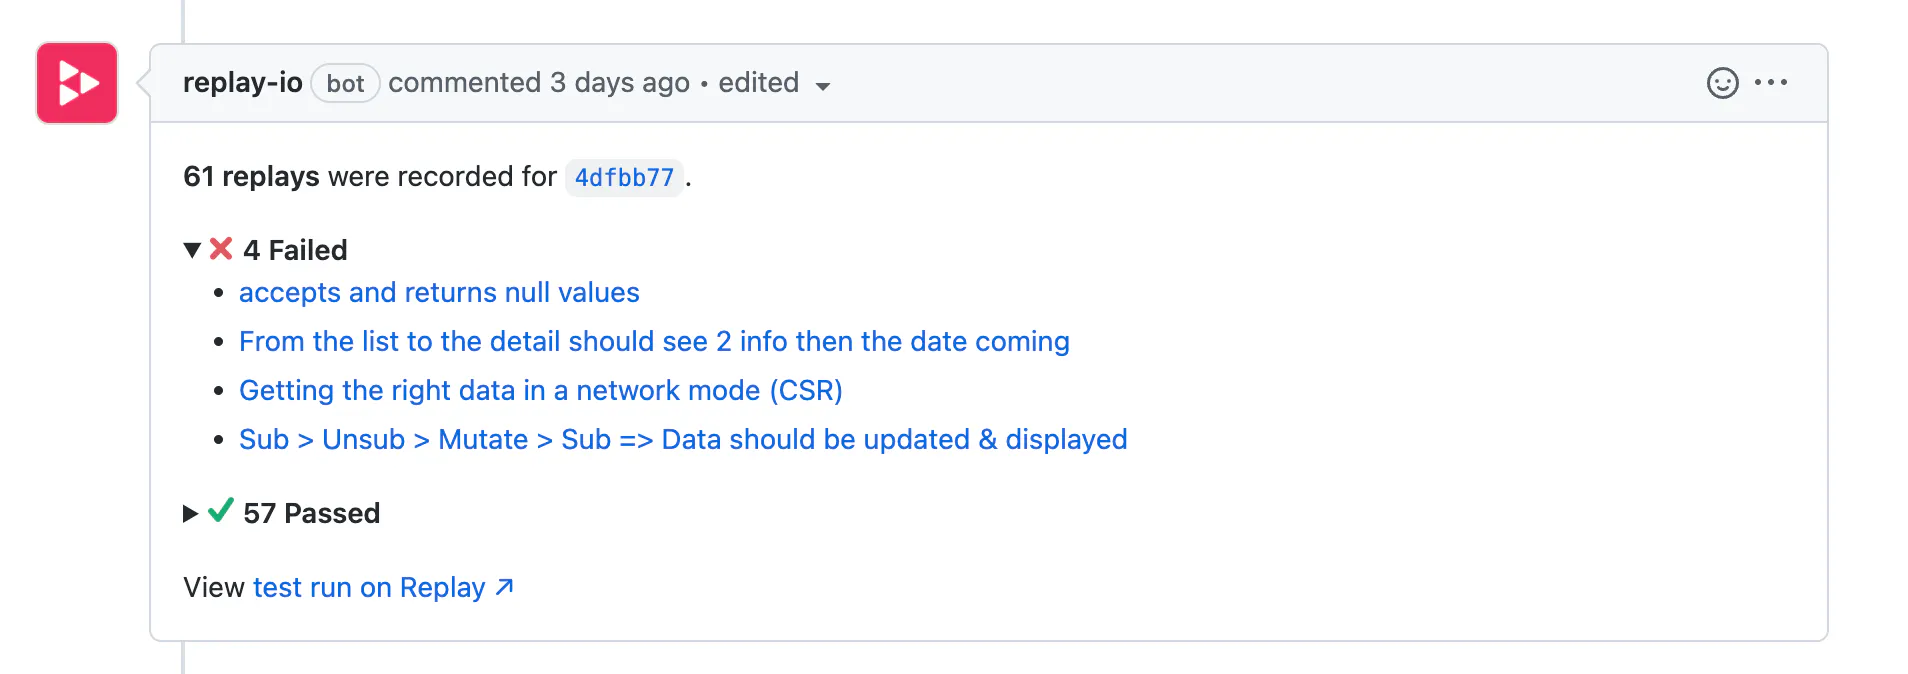 replay-io bot commented 3 days ago • edited
61 replays were recorded for 4dfbb77.
4 Failed
accepts and returns null values
From the list to the detail should see 2 info then the date coming
Getting the right data in a network mode (CSR)
Sub > Unsub > Mutate > Sub => Data should be updated & displayed
57 Passed
View test run on Replay ↗